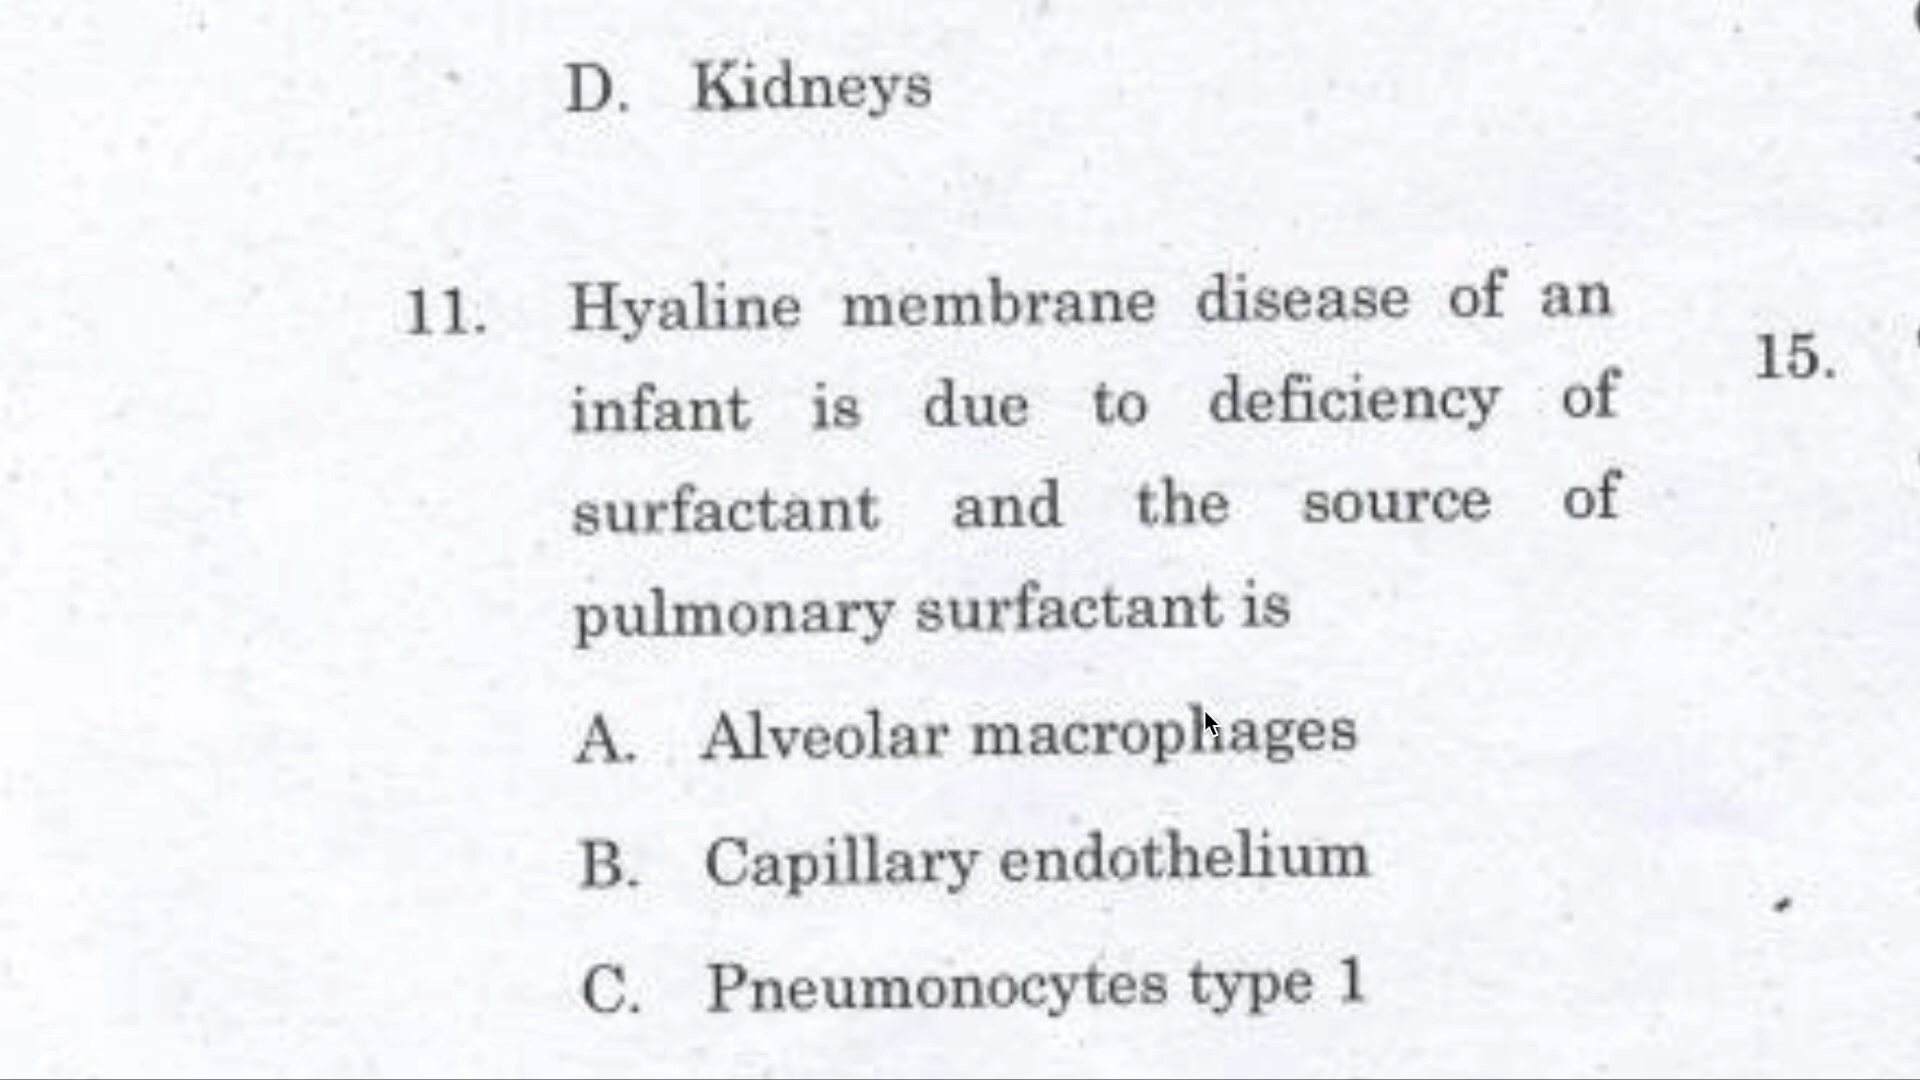 D. Kidneys
11. Hyaline membrane disease of an
infant is due to deficiency of
surfactant and the source of
pulmonary surfactant is
A. Alveolar macrophages
B. Capillary endothelium
C. Pneumonocytes type 1
15.